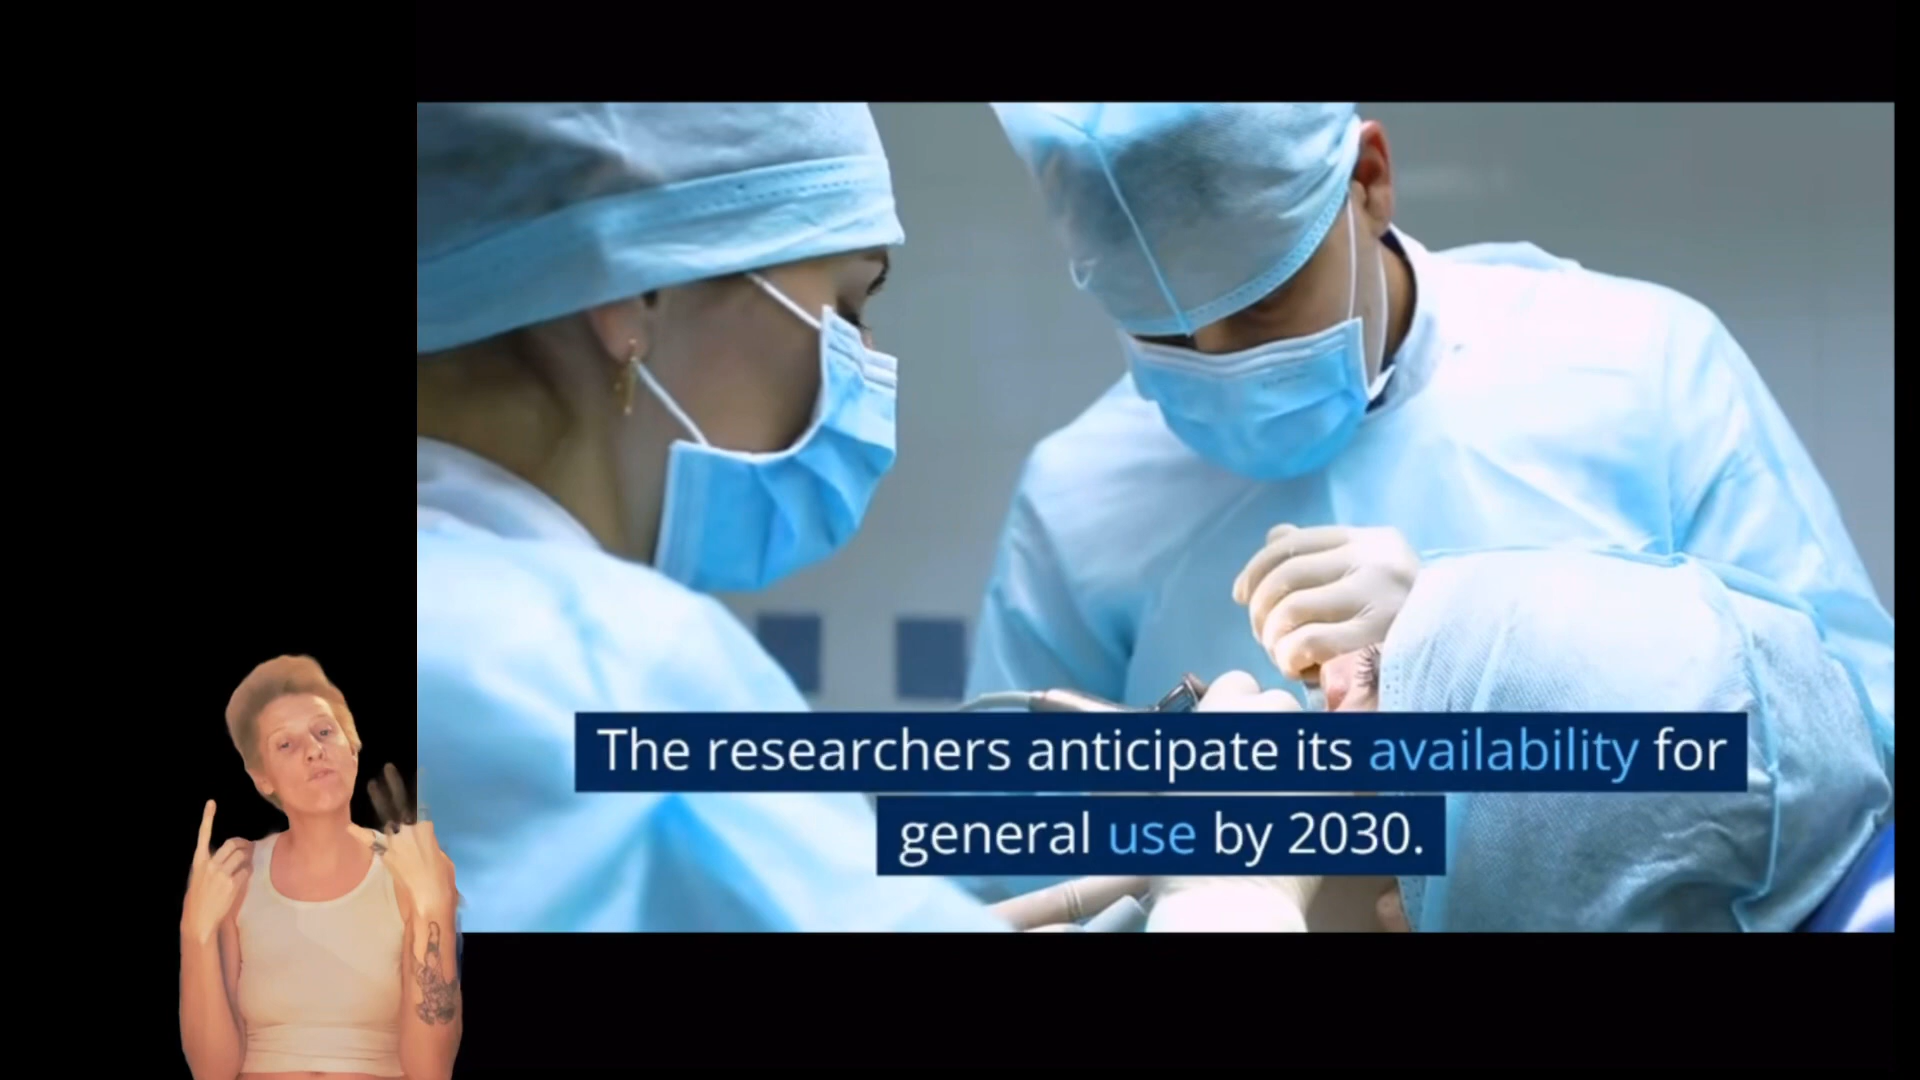 The researchers anticipate its availability for
general use by 2030.